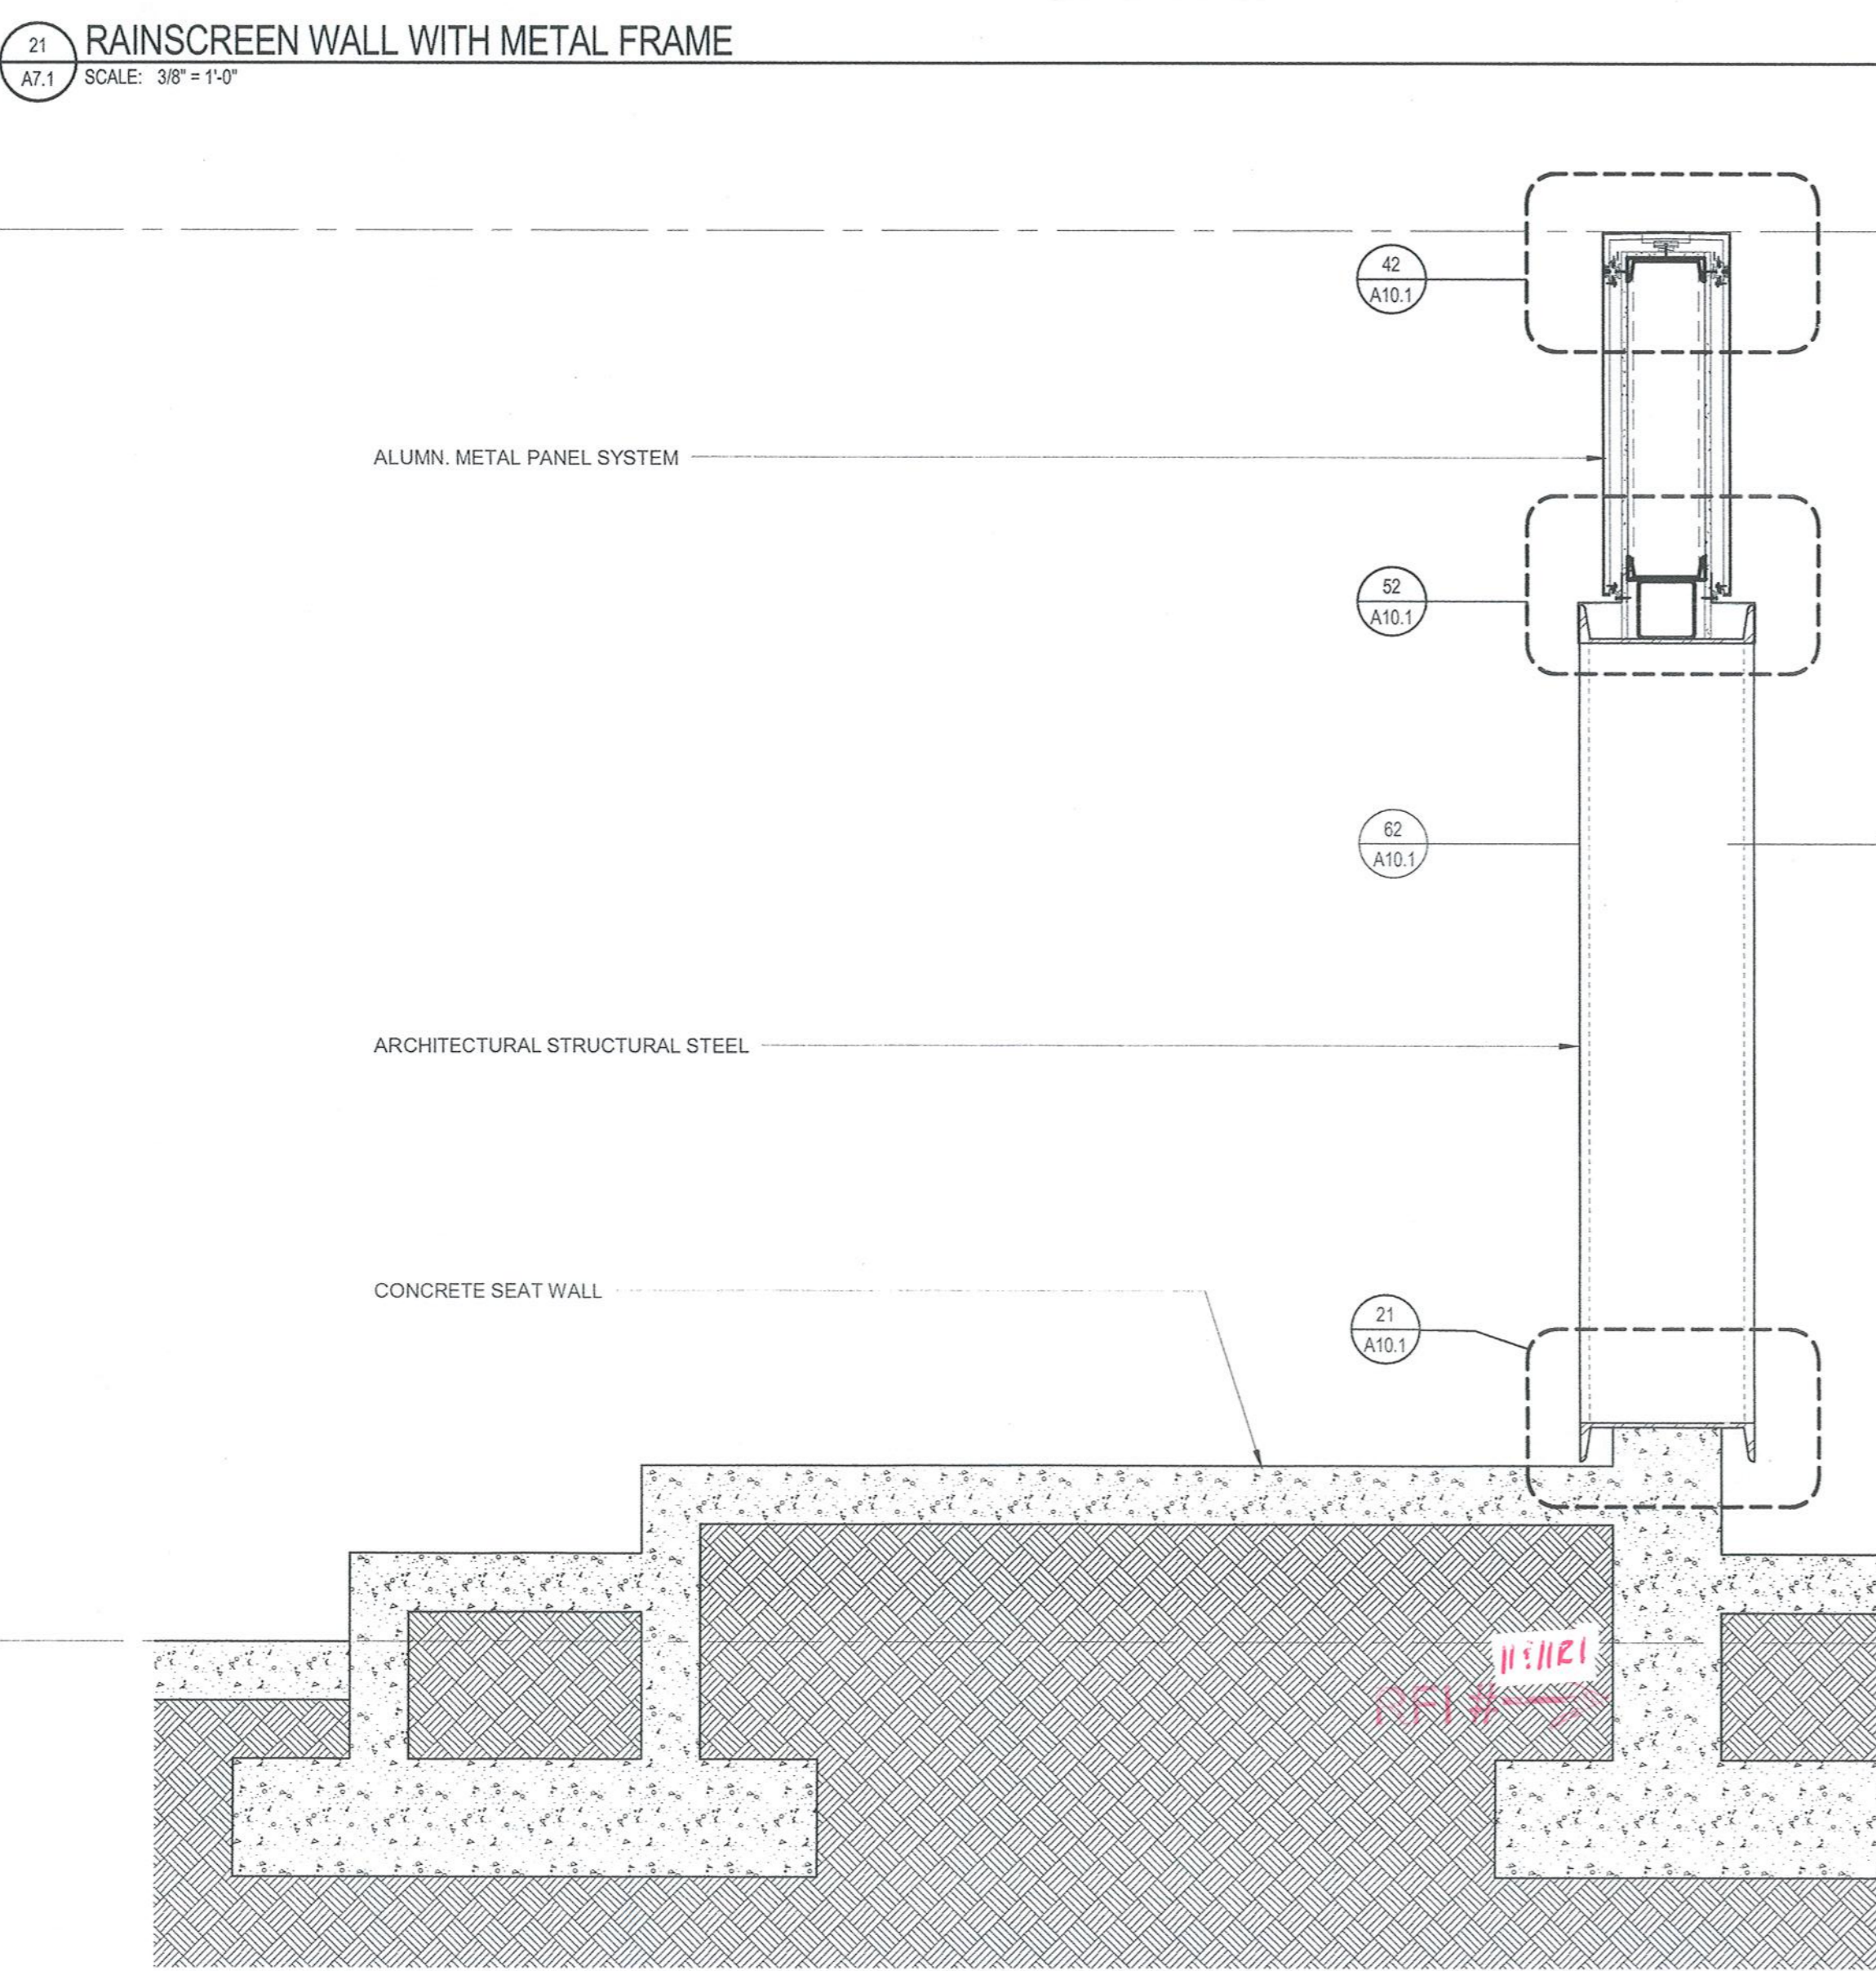 21
A7.1
RAINSCREEN WALL WITH METAL FRAME
SCALE: 3/8" = 1'-0"
42
A10.1
ALUMN. METAL PANEL SYSTEM
52
A10.1
62
A10.1
ARCHITECTURAL STRUCTURAL STEEL
CONCRETE SEAT WALL
21
A10.1
RFI #